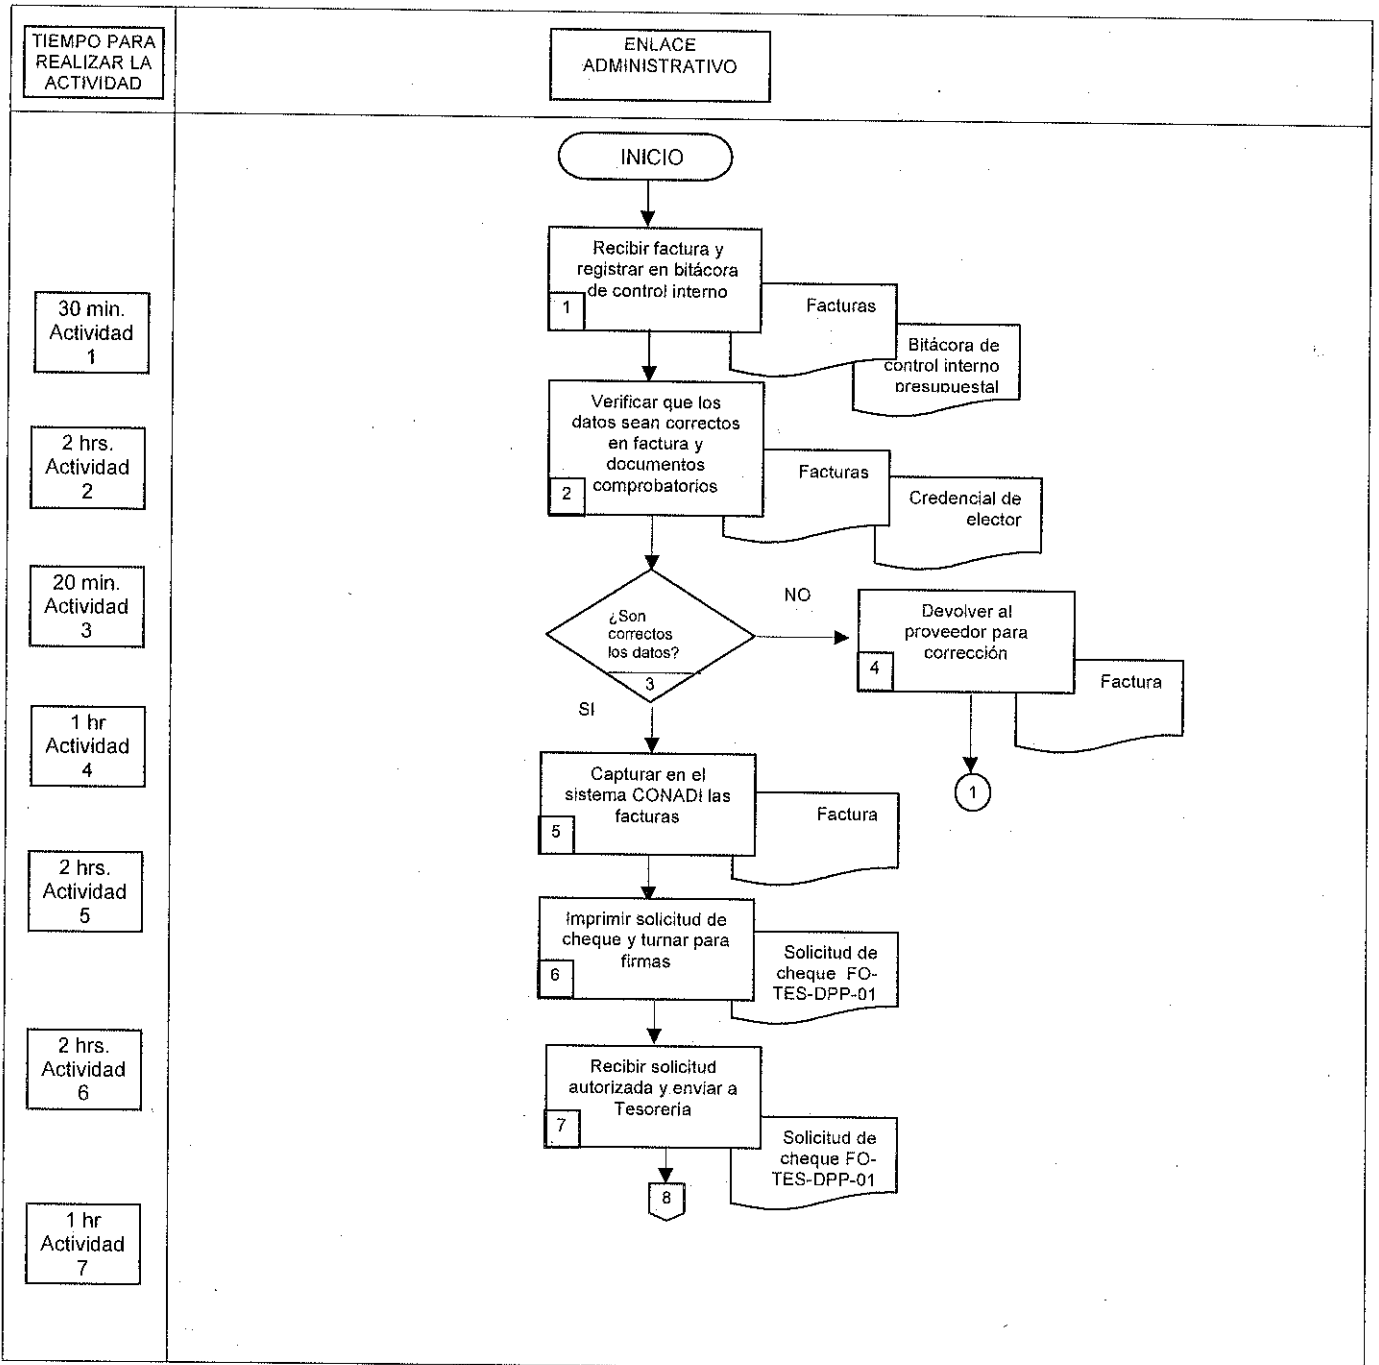 TIEMPO PARA
REALIZAR LA
ACTIVIDAD
ENLACE
ADMINISTRATIVO
INICIO
Recibir factura y
registrar en bitácora
de control interno
1
Facturas
Bitácora de
control interno
presupuestal
30 min.
Actividad
1
Verificar que los
datos sean correctos
en factura y
documentos
comprobatorios
2
Facturas
Credencial de
elector
2 hrs.
Actividad
2
20 min.
Actividad
3
¿Son
correctos
los datos?
3
NO
Devolver al
proveedor para
corrección
4
Factura
1
SI
1 hr
Actividad
4
Capturar en el
sistema CONADI las
facturas
5
Factura
2 hrs.
Actividad
5
Imprimir solicitud de
cheque y turnar para
firmas
6
Solicitud de
cheque FO-
TES-DPP-01
2 hrs.
Actividad
6
Recibir solicitud
autorizada y enviar a
Tesorería
7
Solicitud de
cheque FO-
TES-DPP-01
8
1 hr
Actividad
7